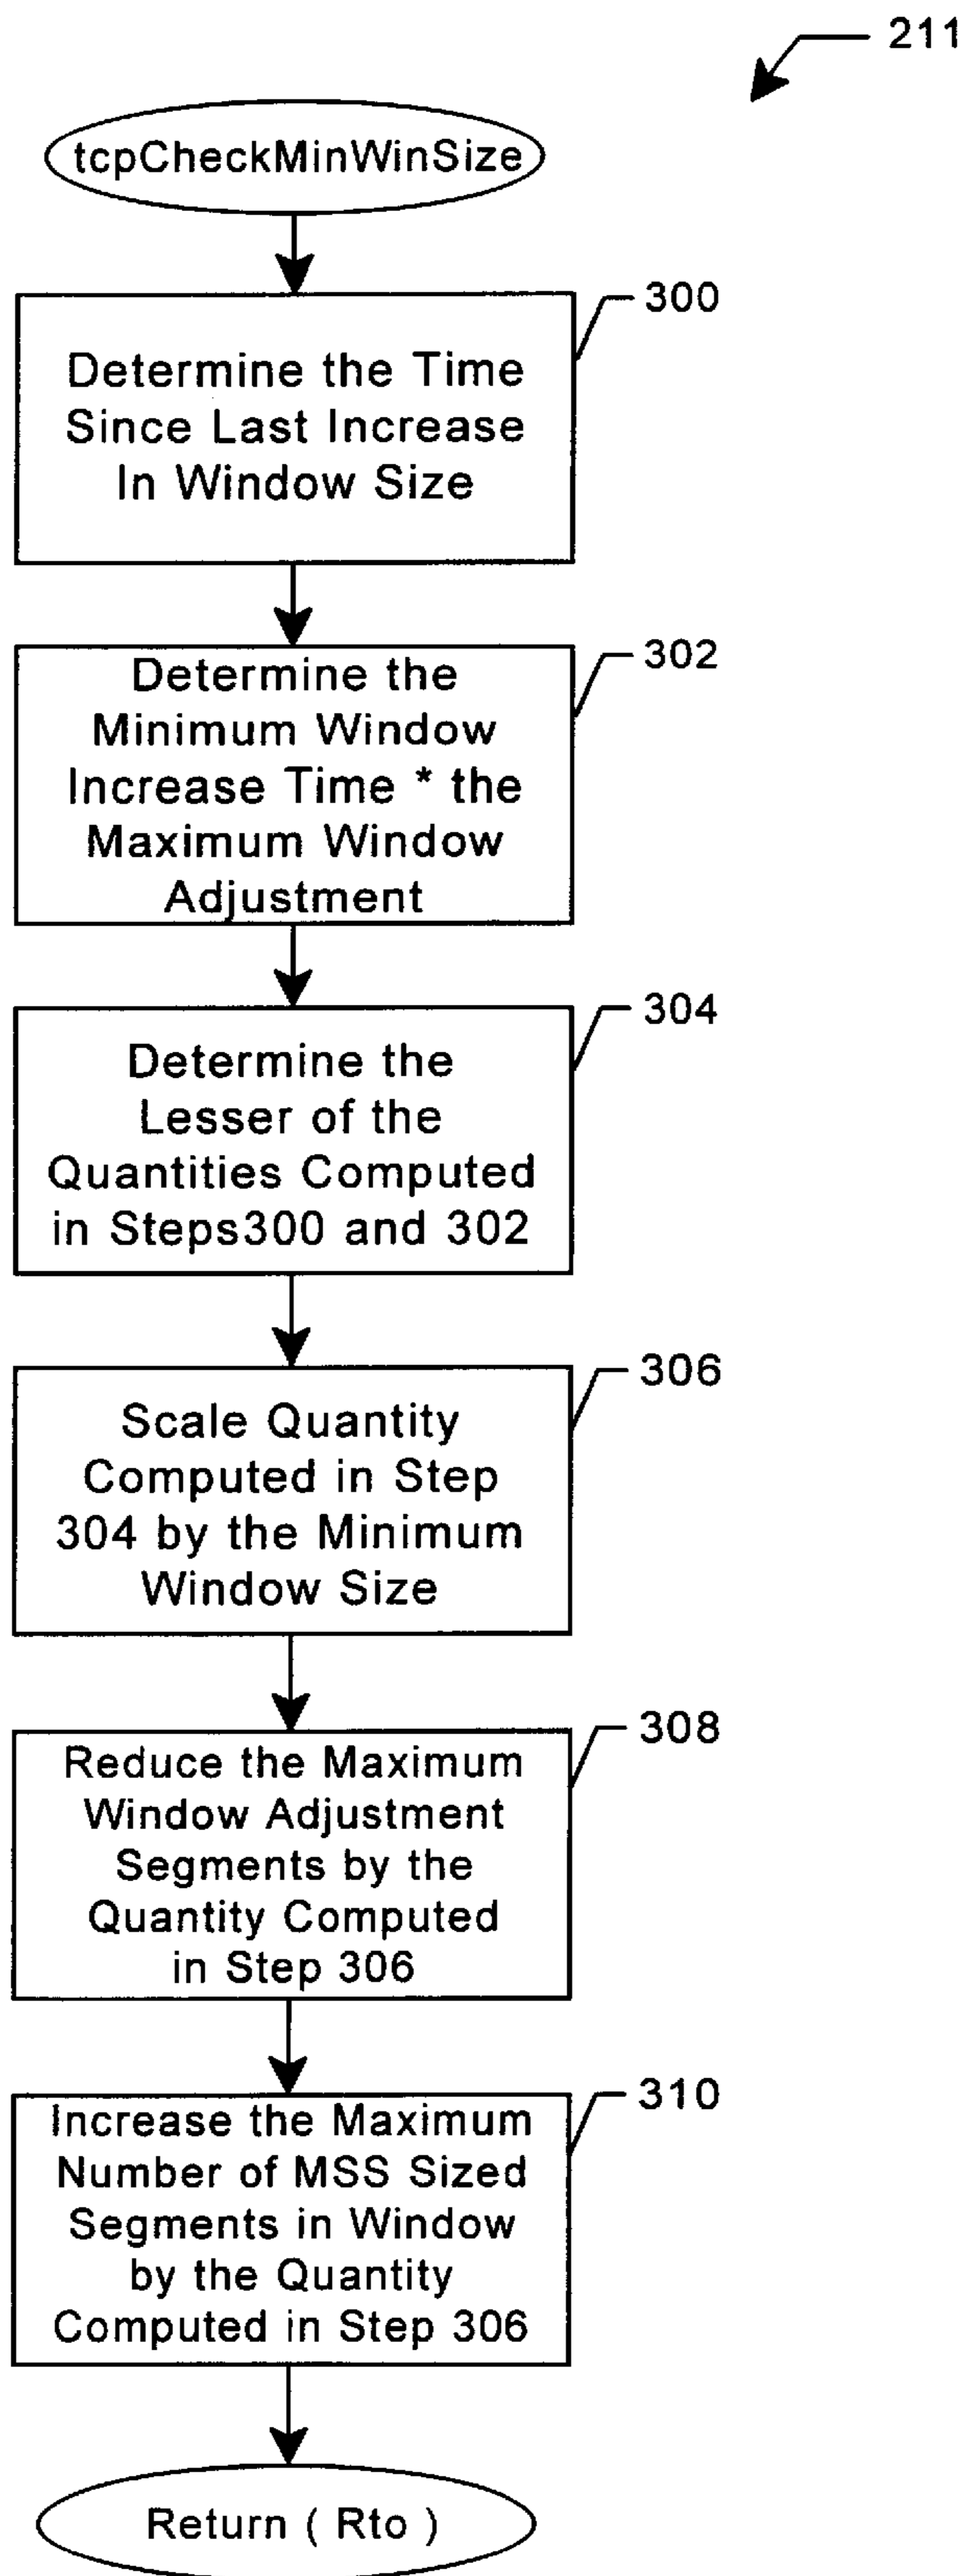 211
tcpCheckMinWinSize
300
Determine the Time
Since Last Increase
In Window Size
302
Determine the
Minimum Window
Increase Time * the
Maximum Window
Adjustment
304
Determine the
Lesser of the
Quantities Computed
in Steps300 and 302
306
Scale Quantity
Computed in Step
304 by the Minimum
Window Size
308
Reduce the Maximum
Window Adjustment
Segments by the
Quantity Computed
in Step 306
310
Increase the Maximum
Number of MSS Sized
Segments in Window
by the Quantity
Computed in Step 306
Return ( Rto )